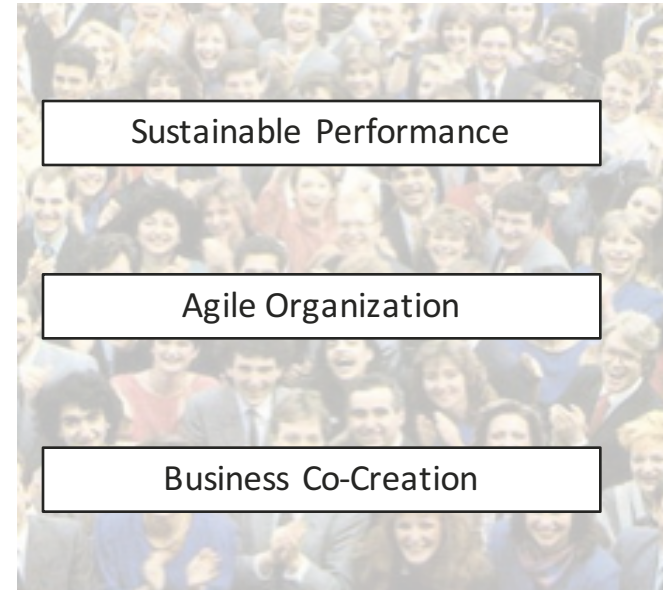 Sustainable Performance
Agile Organization
Business Co-Creation